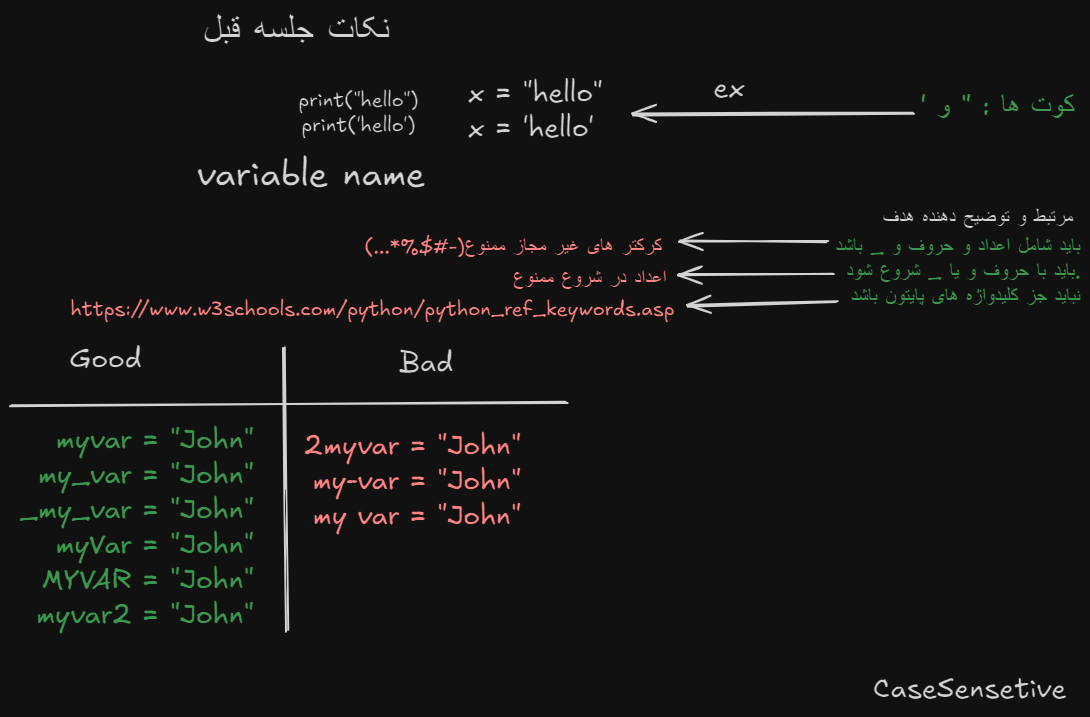 نکات جلسه قبل
کوت ها : " و '
ex
x = "hello"
x = 'hello'
print("hello")
print('hello')
variable name
مرتبط و توضیح دهنده هدف
باید شامل اعداد و حروف و _ باشد
کرکتر های غیر مجاز ممنوع(-#$%*...)
باید با حروف و یا _ شروع شود.
اعداد در شروع ممنوع
نباید جز کلیدواژه های پایتون باشد
https://www.w3schools.com/python/python_ref_keywords.asp
Good
myvar = "John"
my_var = "John"
_my_var = "John"
myVar = "John"
MYVAR = "John"
myvar2 = "John"
Bad
2myvar = "John"
my-var = "John"
my var = "John"
CaseSensetive